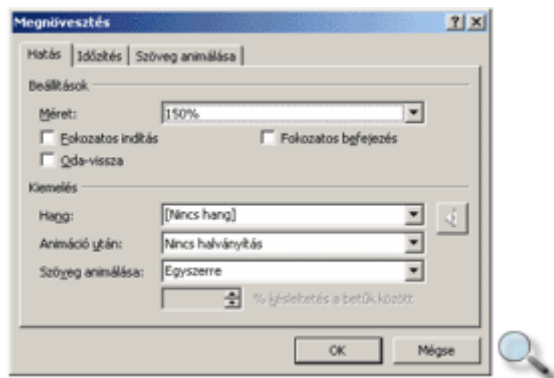 Megnövesztés
Hatás Időzítés Szöveg animálása
Beállítások
Méret: 150%
Fokozatos indítás Fokozatos befejezés
Oda-vissza
Kiemelés
Hang: [Nincs hang]
Animáció után: Nincs halványítás
Szöveg animálása: Egyszerre
% késleltetés a betűk között
OK Mégse